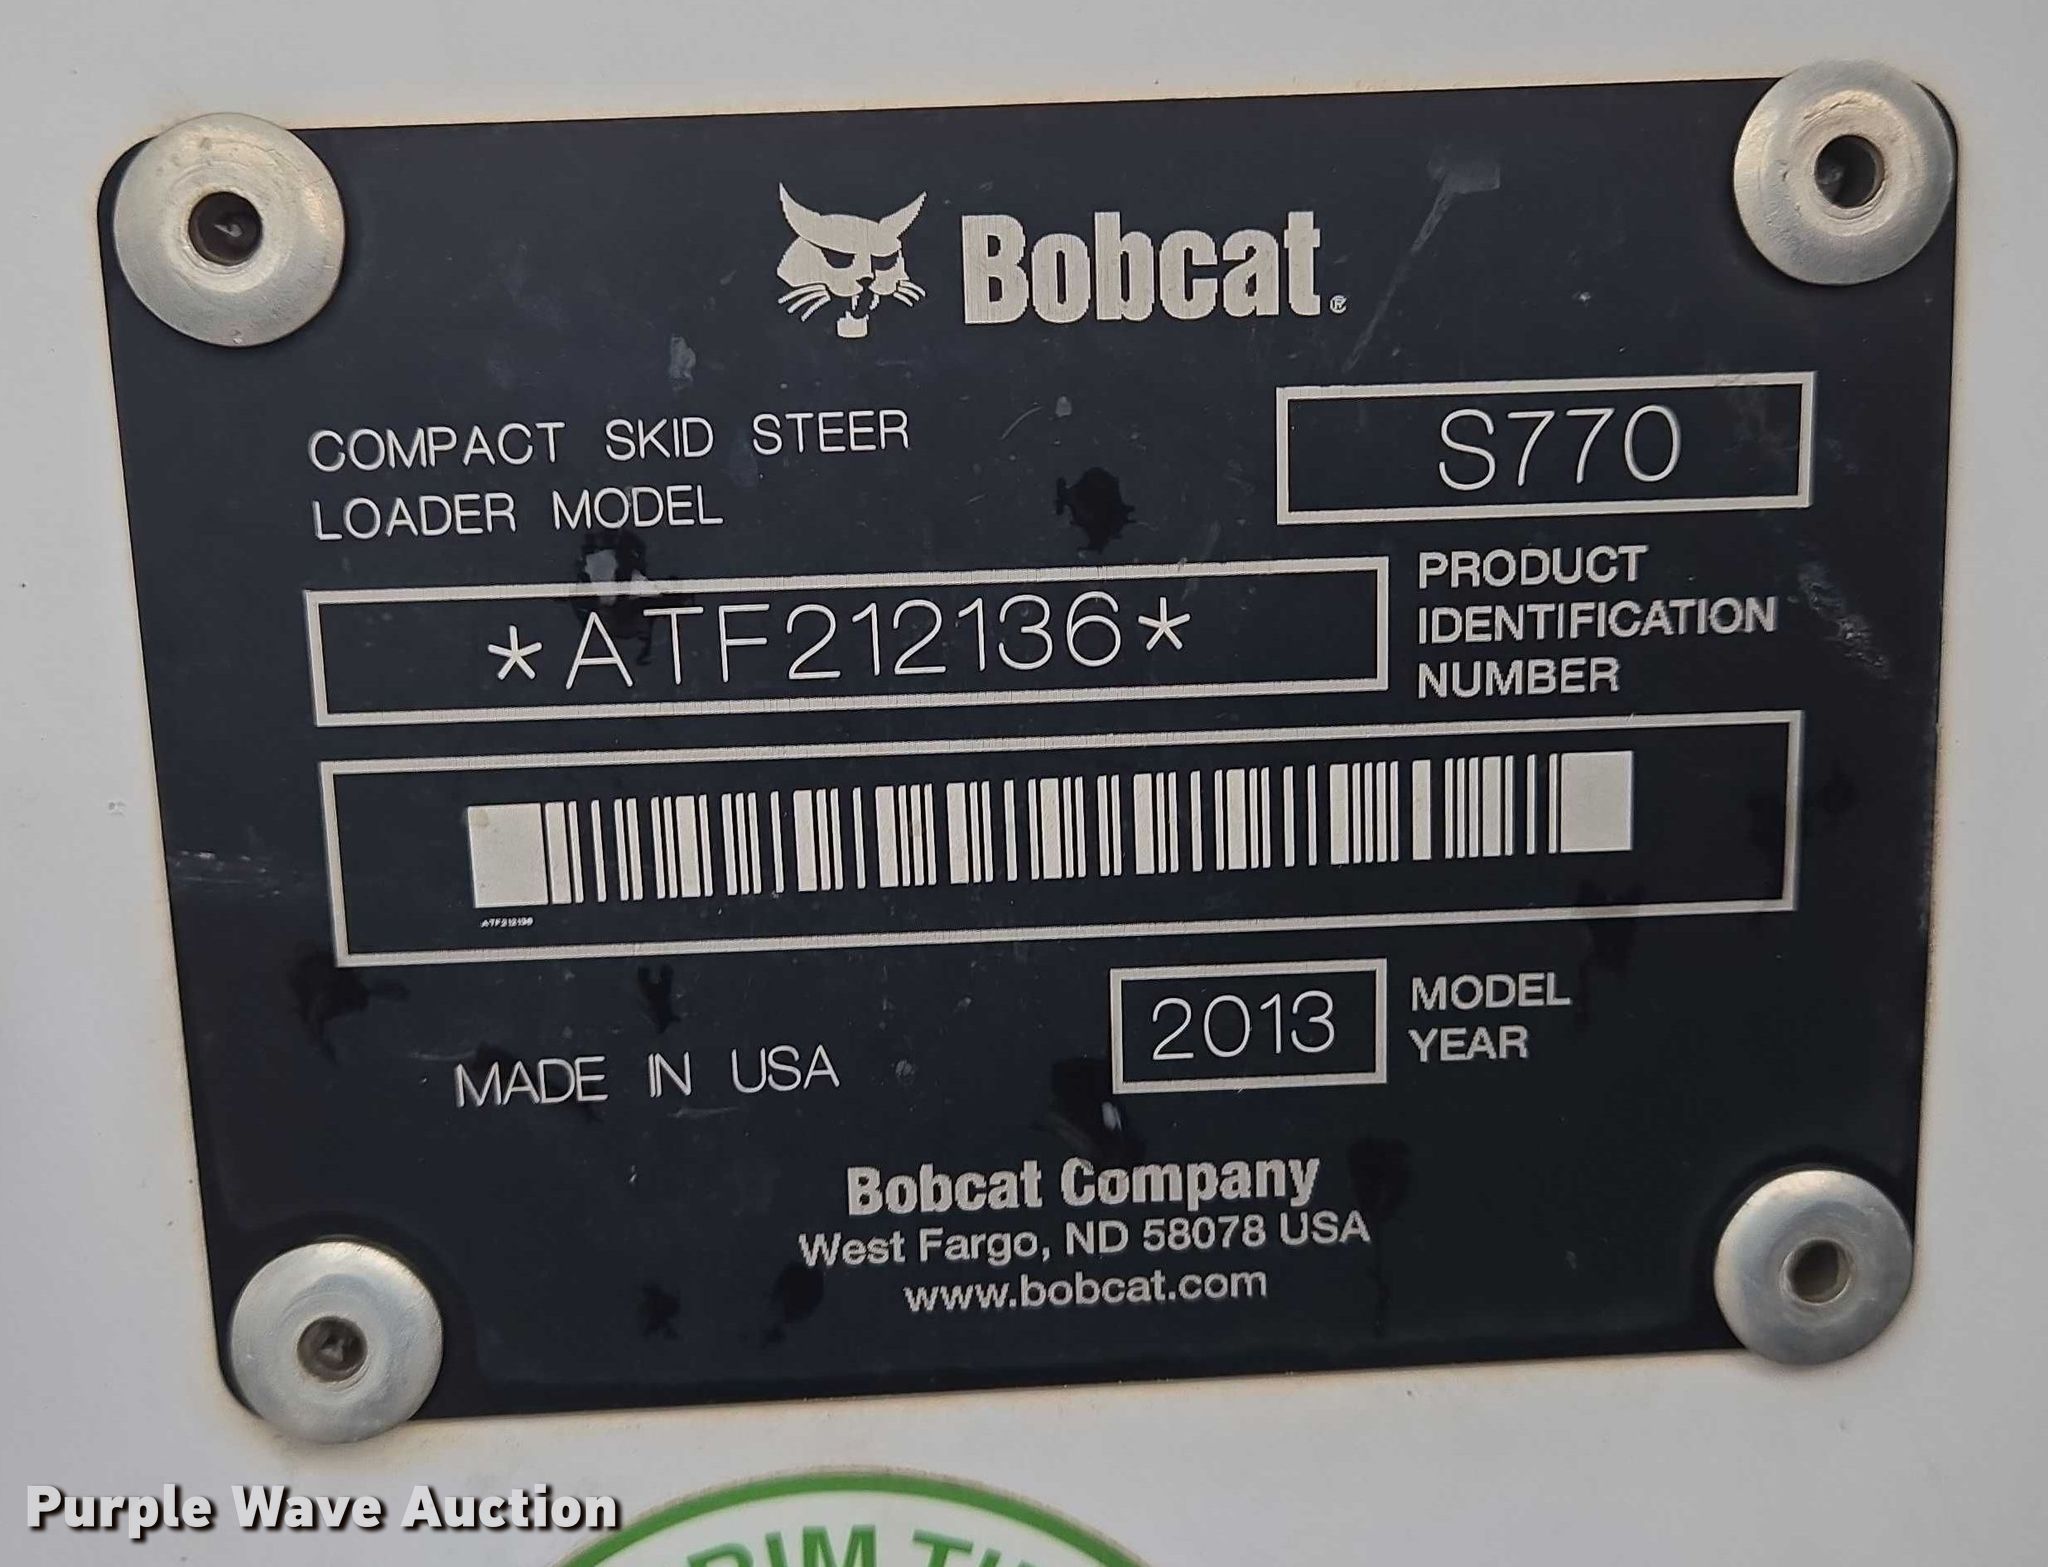 Bobcat®
COMPACT SKID STEER
LOADER MODEL
S770
*ATF212136*
PRODUCT
IDENTIFICATION
NUMBER
ATF212136
2013
MODEL
YEAR
MADE IN USA
Bobcat Company
West Fargo, ND 58078 USA
www.bobcat.com
Purple Wave Auction